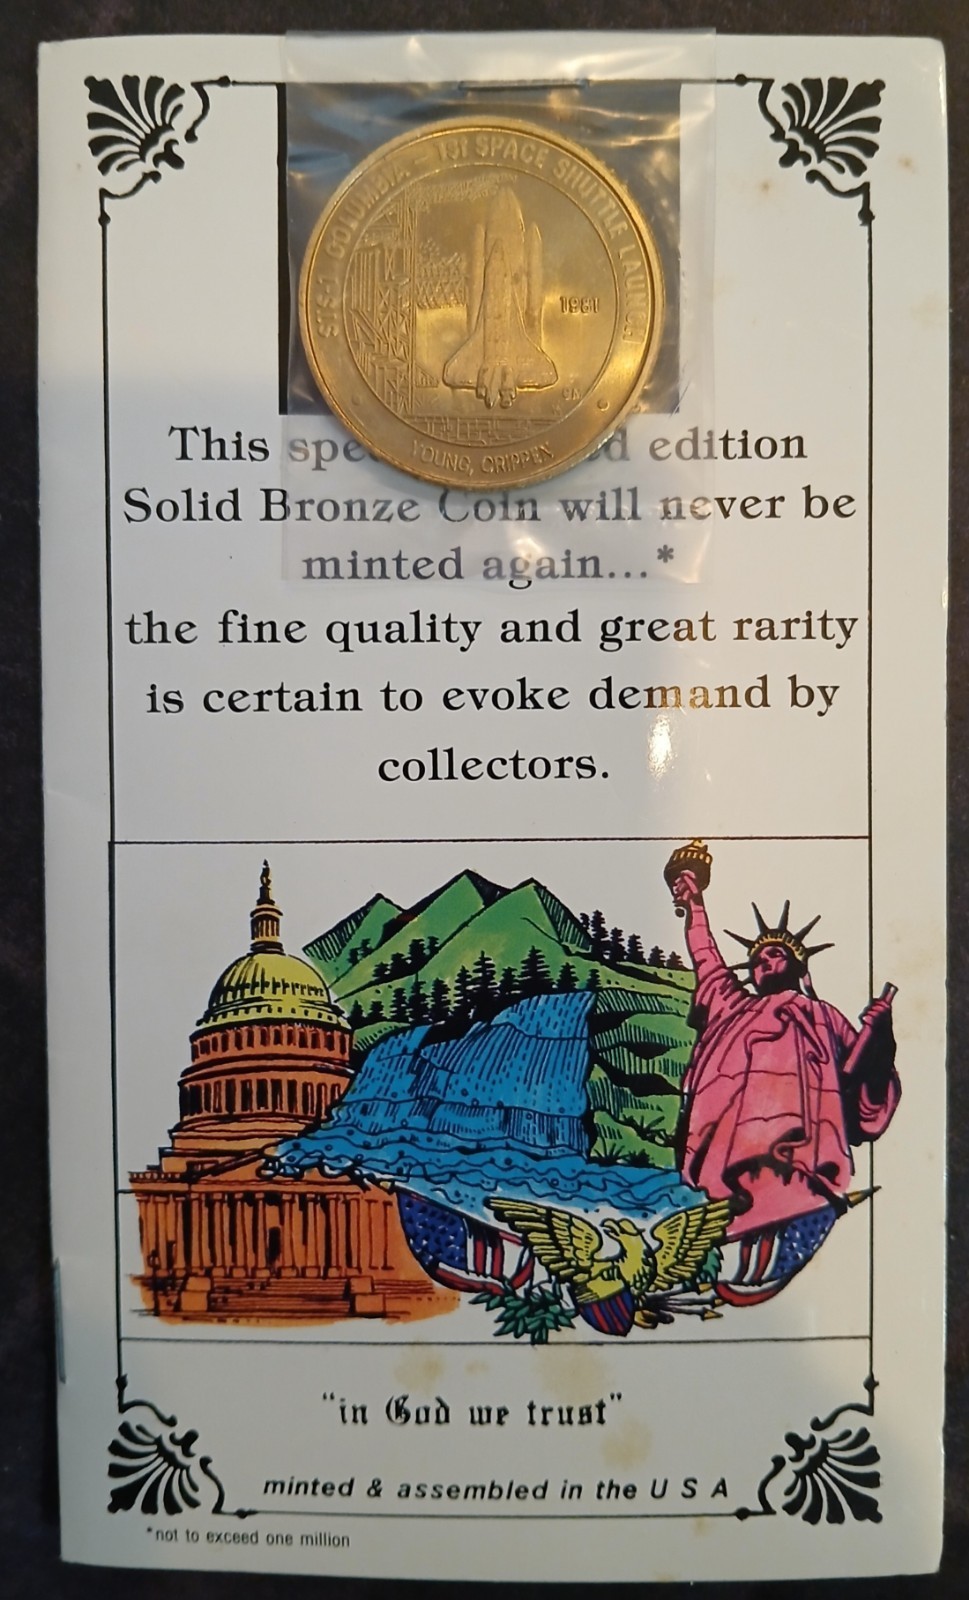 STS-1 COLUMBIA - 1st SPACE SHUTTLE LAUNCH
1981
YOUNG, CRIPPEN
This edition
Solid Bronze Coin will never be
minted again...*
the fine quality and great rarity
is certain to evoke demand by
collectors.
"in God we trust"
minted & assembled in the U S A
*not to exceed one million